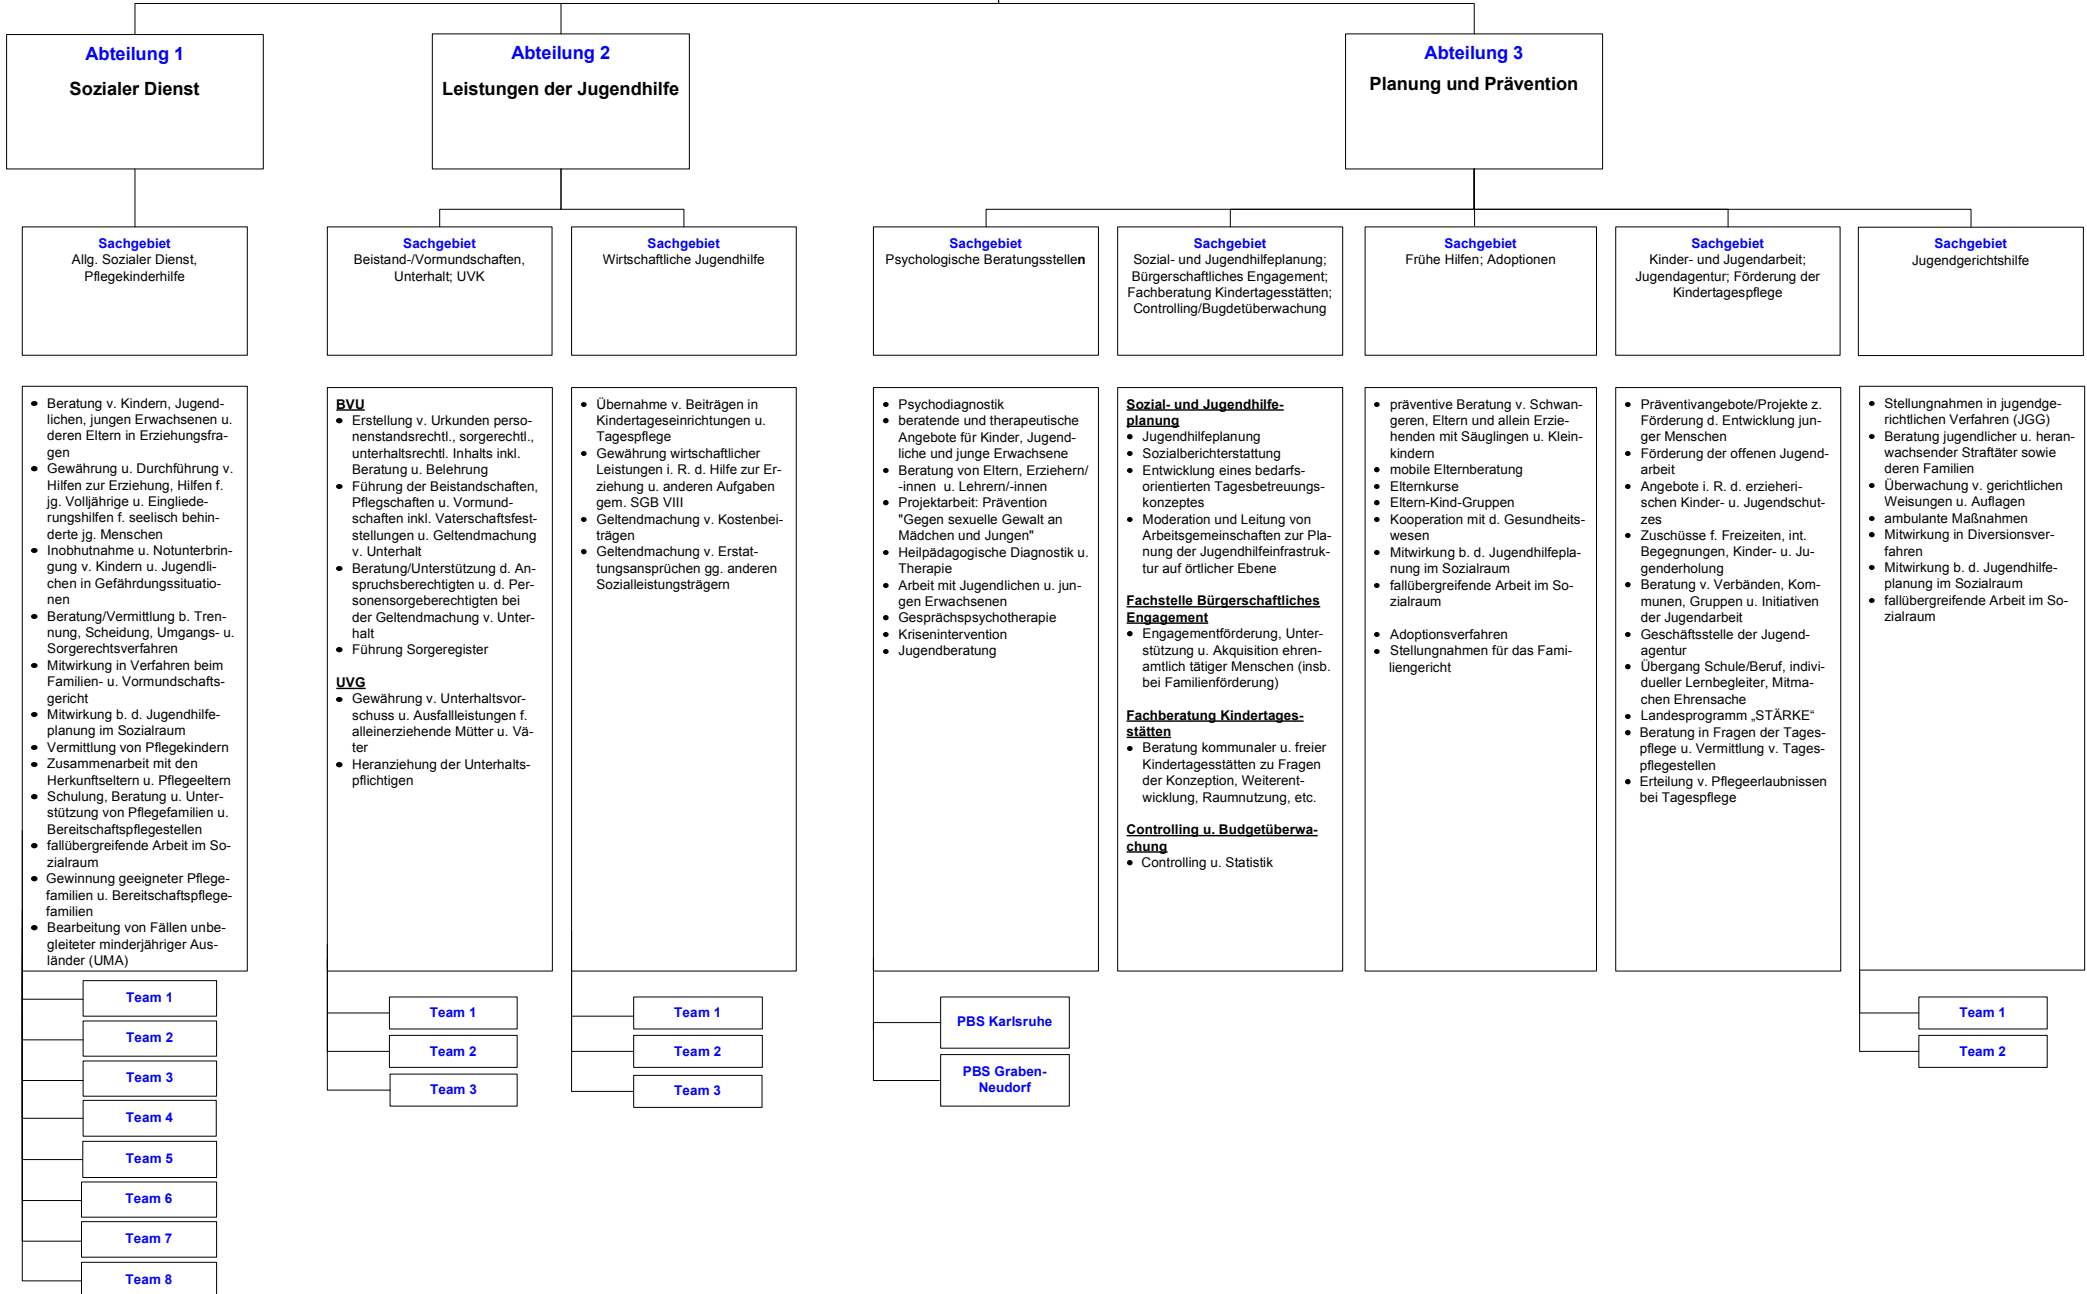 Abteilung 1
Sozialer Dienst
Abteilung 2
Leistungen der Jugendhilfe
Abteilung 3
Planung und Prävention
Sachgebiet
Allg. Sozialer Dienst,
Pflegekinderhilfe
Sachgebiet
Beistand-/Vormundschaften,
Unterhalt; UVK
Sachgebiet
Wirtschaftliche Jugendhilfe
Sachgebiet
Psychologische Beratungsstellen
Sachgebiet
Sozial- und Jugendhilfeplanung;
Bürgerschaftliches Engagement;
Fachberatung Kindertagesstätten;
Controlling/Bugdetüberwachung
Sachgebiet
Frühe Hilfen; Adoptionen
Sachgebiet
Kinder- und Jugendarbeit;
Jugendagentur; Förderung der
Kindertagespflege
Sachgebiet
Jugendgerichtshilfe
• Beratung v. Kindern, Jugend-
lichen, jungen Erwachsenen u.
deren Eltern in Erziehungsfra-
gen
• Gewährung u. Durchführung v.
Hilfen zur Erziehung, Hilfen f.
jg. Volljährige u. Eingliede-
rungshilfen f. seelisch behin-
derte jg. Menschen
• Inobhutnahme u. Notunterbrin-
gung v. Kindern u. Jugendli-
chen in Gefährdungssituatio-
nen
• Beratung/Vermittlung b. Tren-
nung, Scheidung, Umgangs- u.
Sorgerechtsverfahren
• Mitwirkung in Verfahren beim
Familien- u. Vormundschafts-
gericht
• Mitwirkung b. d. Jugendhilfe-
planung im Sozialraum
• Vermittlung von Pflegekindern
• Zusammenarbeit mit den
Herkunftseltern u. Pflegeeltern
• Schulung, Beratung u. Unter-
stützung von Pflegefamilien u.
Bereitschaftspflegestellen
• fallübergreifende Arbeit im So-
zialraum
• Gewinnung geeigneter Pflege-
familien u. Bereitschaftspflege-
familien
• Bearbeitung von Fällen unbe-
gleiteter minderjähriger Aus-
länder (UMA)
Team 1
Team 2
Team 3
Team 4
Team 5
Team 6
Team 7
Team 8
BVU
• Erstellung v. Urkunden perso-
nenstandsrechtl., sorgerechtl.,
unterhaltsrechtl. Inhalts inkl.
Beratung u. Belehrung
• Führung der Beistandschaften,
Pflegschaften u. Vormund-
schaften inkl. Vaterschaftsfest-
stellungen u. Geltendmachung
v. Unterhalt
• Beratung/Unterstützung d. An-
spruchsberechtigten u. d. Per-
sonensorgeberechtigten bei
der Geltendmachung v. Unter-
halt
• Führung Sorgeregister
UVG
• Gewährung v. Unterhaltsvor-
schuss u. Ausfallleistungen f.
alleinerziehende Mütter u. Vä-
ter
• Heranziehung der Unterhalts-
pflichtigen
Team 1
Team 2
Team 3
• Übernahme v. Beiträgen in
Kindertageseinrichtungen u.
Tagespflege
• Gewährung wirtschaftlicher
Leistungen i. R. d. Hilfe zur Er-
ziehung u. anderen Aufgaben
gem. SGB VIII
• Geltendmachung v. Kostenbei-
trägen
• Geltendmachung v. Erstat-
tungsansprüchen gg. anderen
Sozialleistungsträgern
Team 1
Team 2
Team 3
• Psychodiagnostik
• beratende und therapeutische
Angebote für Kinder, Jugend-
liche und junge Erwachsene
• Beratung von Eltern, Erziehern/
-innen u. Lehrern/-innen
• Projektarbeit: Prävention
"Gegen sexuelle Gewalt an
Mädchen und Jungen"
• Heilpädagogische Diagnostik u.
Therapie
• Arbeit mit Jugendlichen u. jun-
gen Erwachsenen
• Gesprächspsychotherapie
• Krisenintervention
• Jugendberatung
PBS Karlsruhe
PBS Graben-
Neudorf
Sozial- und Jugendhilfe-
planung
• Jugendhilfeplanung
• Sozialberichterstattung
• Entwicklung eines bedarfs-
orientierten Tagesbetreuungs-
konzeptes
• Moderation und Leitung von
Arbeitsgemeinschaften zur Pla-
nung der Jugendhilfeinfrastruk-
tur auf örtlicher Ebene
Fachstelle Bürgerschaftliches
Engagement
• Engagementförderung, Unter-
stützung u. Akquisition ehren-
amtlich tätiger Menschen (insb.
bei Familienförderung)
Fachberatung Kindertages-
stätten
• Beratung kommunaler u. freier
Kindertagesstätten zu Fragen
der Konzeption, Weiterent-
wicklung, Raumnutzung, etc.
Controlling u. Budgetüberwa-
chung
• Controlling u. Statistik
• präventive Beratung v. Schwan-
geren, Eltern und allein Erzie-
henden mit Säuglingen u. Klein-
kindern
• mobile Elternberatung
• Elternkurse
• Eltern-Kind-Gruppen
• Kooperation mit d. Gesundheits-
wesen
• Mitwirkung b. d. Jugendhilfepla-
nung im Sozialraum
• fallübergreifende Arbeit im So-
zialraum
• Adoptionsverfahren
• Stellungnahmen für das Fami-
liengericht
• Präventivangebote/Projekte z.
Förderung d. Entwicklung jun-
ger Menschen
• Förderung der offenen Jugend-
arbeit
• Angebote i. R. d. erzieheri-
schen Kinder- u. Jugendschut-
zes
• Zuschüsse f. Freizeiten, int.
Begegnungen, Kinder- u. Ju-
genderholung
• Beratung v. Verbänden, Kom-
munen, Gruppen u. Initiativen
der Jugendarbeit
• Geschäftsstelle der Jugend-
agentur
• Übergang Schule/Beruf, indivi-
dueller Lernbegleiter, Mitma-
chen Ehrensache
• Landesprogramm „STÄRKE“
• Beratung in Fragen der Tages-
pflege u. Vermittlung v. Tages-
pflegestellen
• Erteilung v. Pflegeerlaubnissen
bei Tagespflege
• Stellungnahmen in jugendge-
richtlichen Verfahren (JGG)
• Beratung jugendlicher u. heran-
wachsender Straftäter sowie
deren Familien
• Überwachung v. gerichtlichen
Weisungen u. Auflagen
• ambulante Maßnahmen
• Mitwirkung in Diversionsver-
fahren
• Mitwirkung b. d. Jugendhilfe-
planung im Sozialraum
• fallübergreifende Arbeit im So-
zialraum
Team 1
Team 2